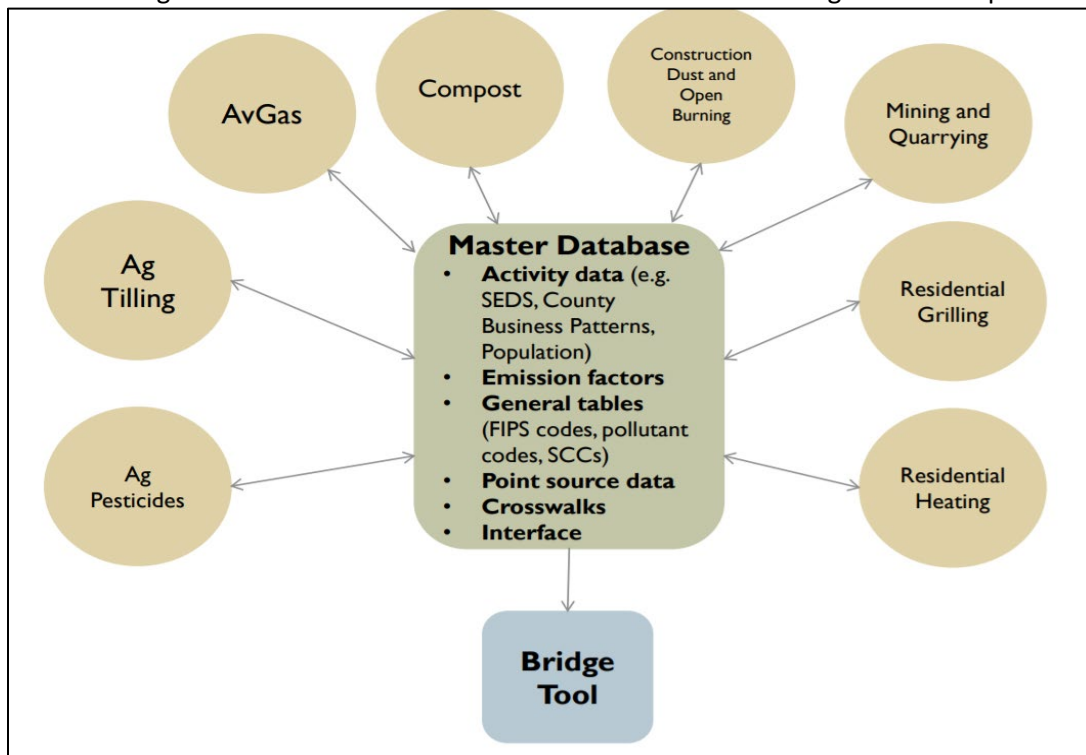 AvGas
Compost
Construction
Dust and
Open
Burning
Mining and
Quarrying
Ag
Tilling
Residential
Grilling
Ag
Pesticides
Residential
Heating
Master Database
• Activity data (e.g.
SEDS, County
Business Patterns,
Population)
• Emission factors
• General tables
(FIPS codes, pollutant
codes, SCCs)
• Point source data
• Crosswalks
• Interface
Bridge
Tool